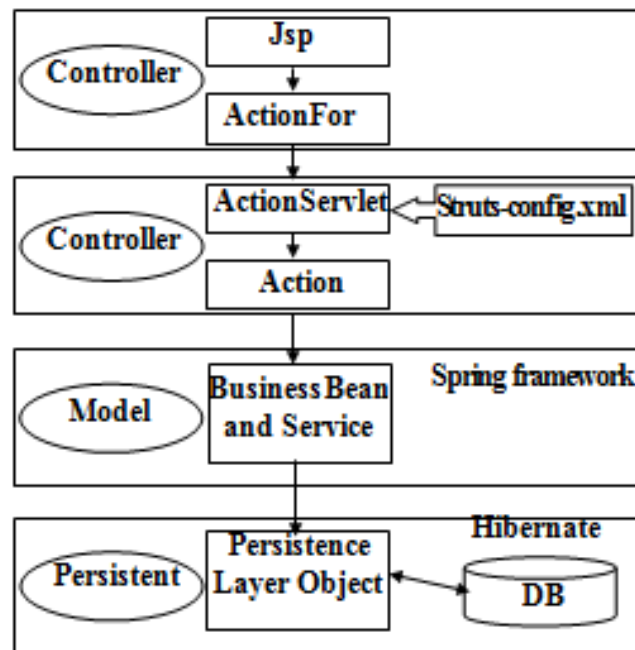 Jsp
Controller
ActionFor
ActionServlet
Struts-config.xml
Controller
Action
Business Bean
and Service
Spring framework
Model
Hibernate
Persistence
Layer Object
Persistent
DB